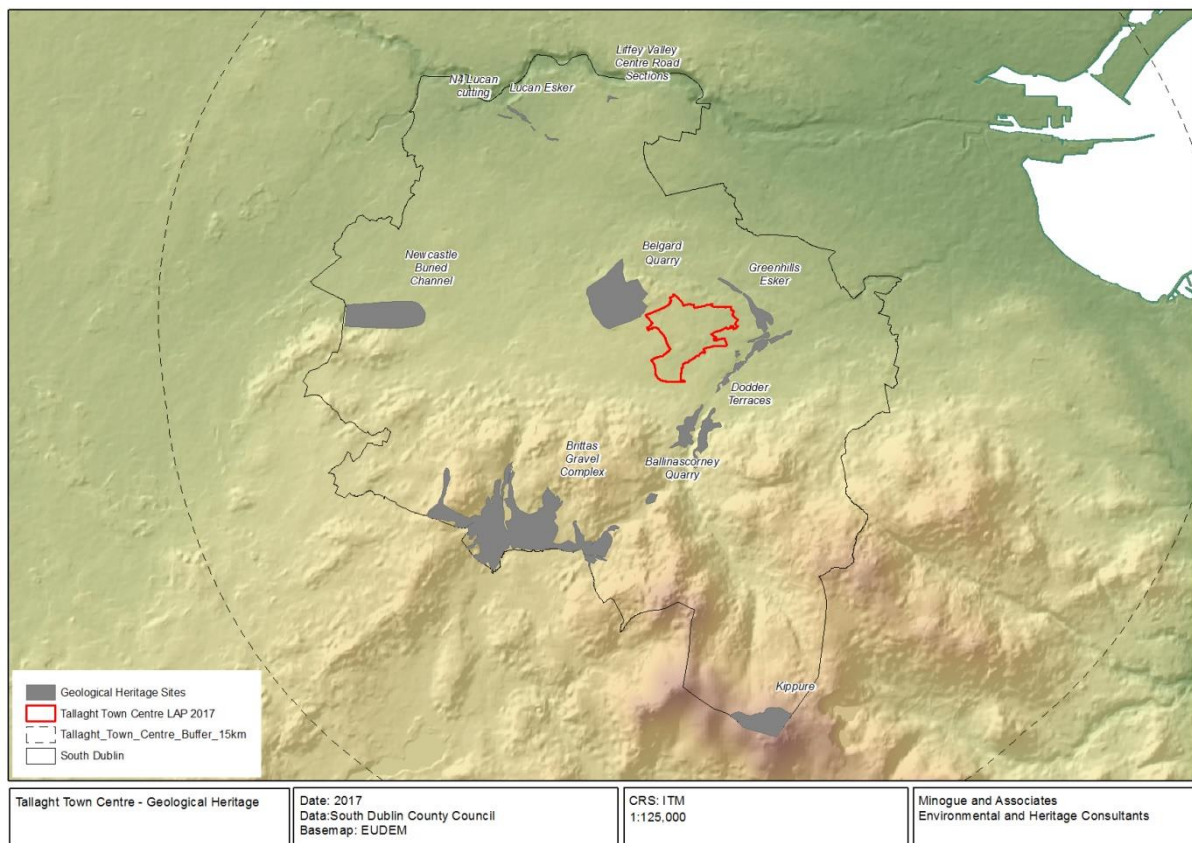 Liffey Valley
Centre Road
Sections
N4 Lucan
cutting
Lucan Esker
Newcastle
Buried
Channel
Belgard
Quarry
Greenhills
Esker
Dodder
Terraces
Brittas
Gravel
Complex
Ballinascorney
Quarry
Kippure
Geological Heritage Sites
Tallaght Town Centre LAP 2017
Tallaght_Town_Centre_Buffer_15km
South Dublin
Tallaght Town Centre - Geological Heritage
Date: 2017
Data:South Dublin County Council
Basemap: EUDEM
CRS: ITM
1:125,000
Minogue and Associates
Environmental and Heritage Consultants